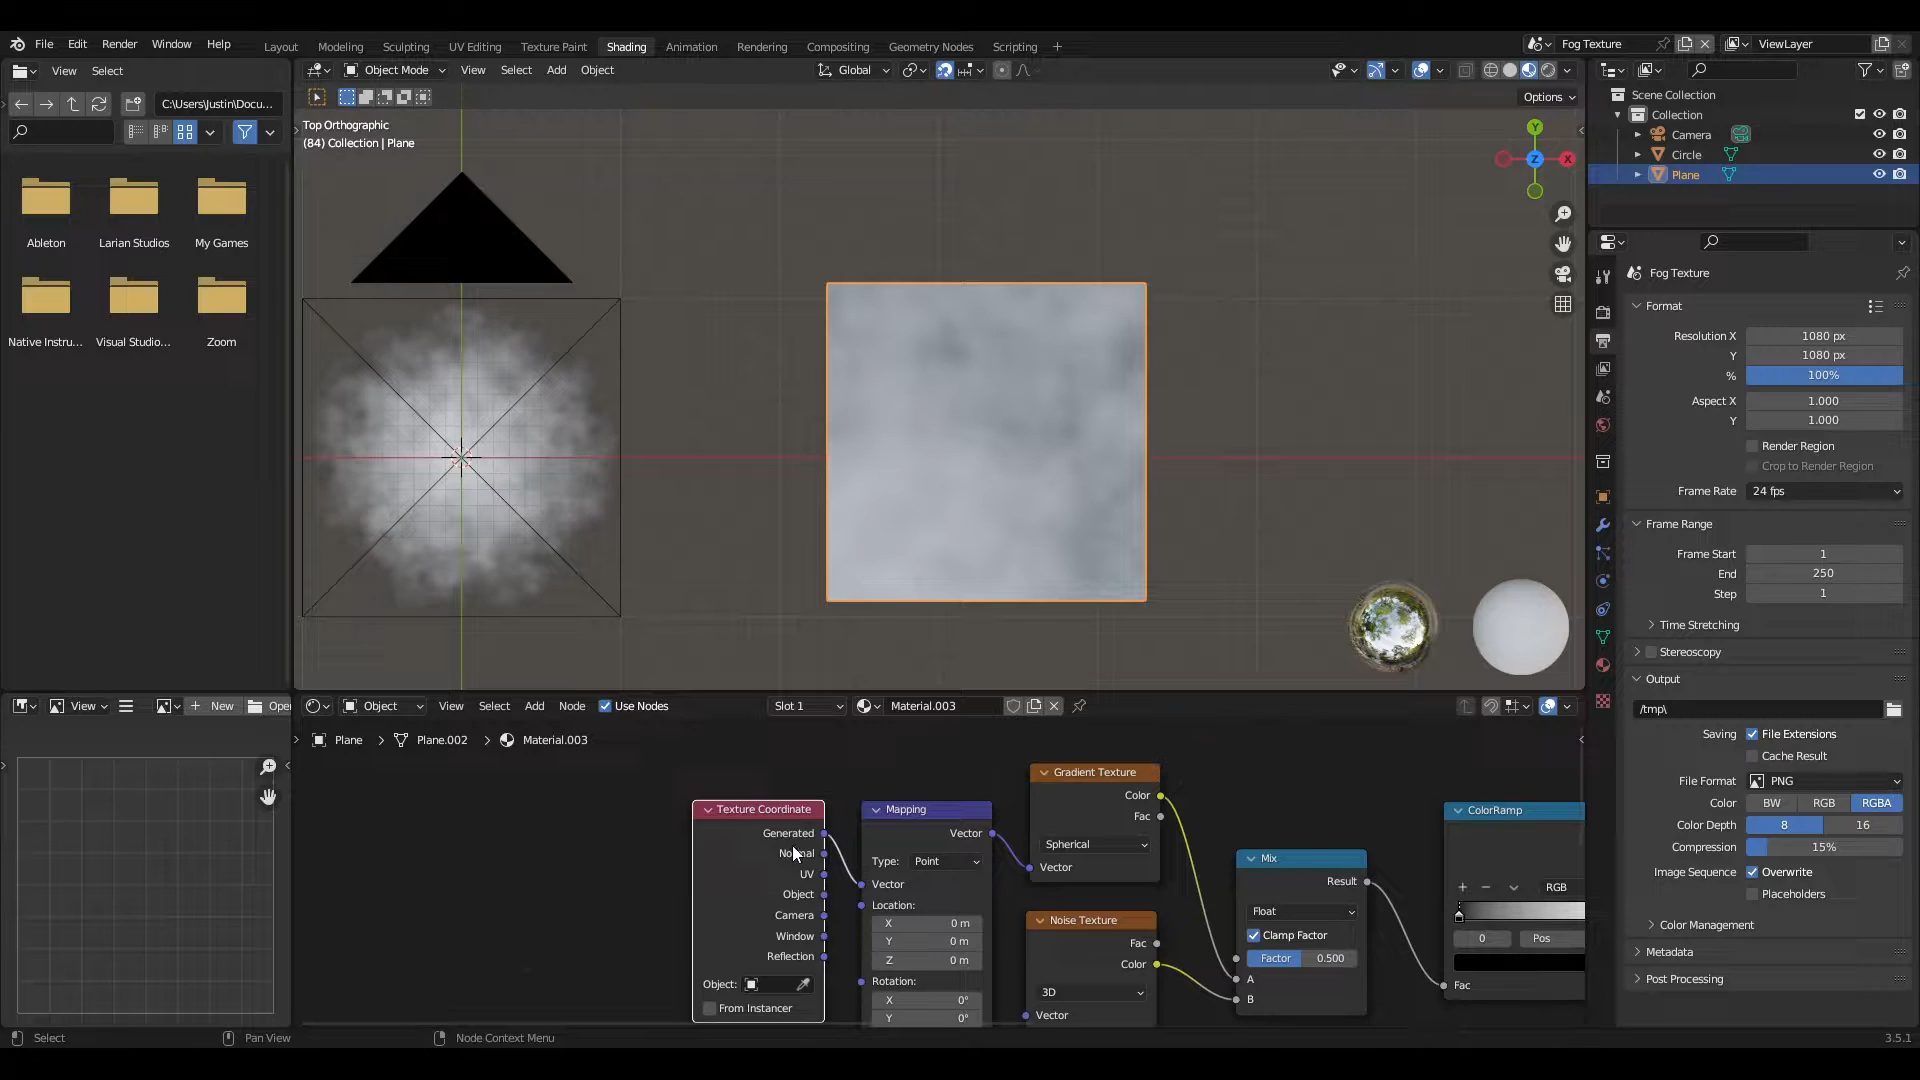 File Edit Render Window Help
Layout Modeling Sculpting UV Editing Texture Paint Shading Animation Rendering Compositing Geometry Nodes Scripting +
Fog Texture
ViewLayer
View Select
C:\Users\Justin\Docu...
Ableton Larian Studios My Games
Native Instru... Visual Studio... Zoom
Object Mode View Select Add Object
Global
Options
Top Orthographic
(84) Collection | Plane
Y
Z
X
Scene Collection
Collection
Camera
Circle
Plane
Fog Texture
Format
Resolution X 1080 px
Y 1080 px
% 100%
Aspect X 1.000
Y 1.000
Render Region
Crop to Render Region
Frame Rate 24 fps
Frame Range
Frame Start 1
End 250
Step 1
Time Stretching
Stereoscopy
Output
/tmp\
Saving File Extensions
Cache Result
File Format PNG
Color BW RGB RGBA
Color Depth 8 16
Compression 15%
Image Sequence Overwrite
Placeholders
Color Management
Metadata
Post Processing
View + New Open
Object View Select Add Node Use Nodes
Slot 1
Material.003
Plane > Plane.002 > Material.003
Texture Coordinate
Generated
Normal
UV
Object
Camera
Window
Reflection
Object:
From Instancer
Mapping
Vector
Type: Point
Vector
Location:
X 0 m
Y 0 m
Z 0 m
Rotation:
X 0°
Y 0°
Gradient Texture
Color
Fac
Spherical
Vector
Noise Texture
Fac
Color
3D
Vector
Mix
Result
Float
Clamp Factor
Factor 0.500
A
B
ColorRamp
+ − RGB
0 Pos
Fac
Select Pan View Node Context Menu
3.5.1